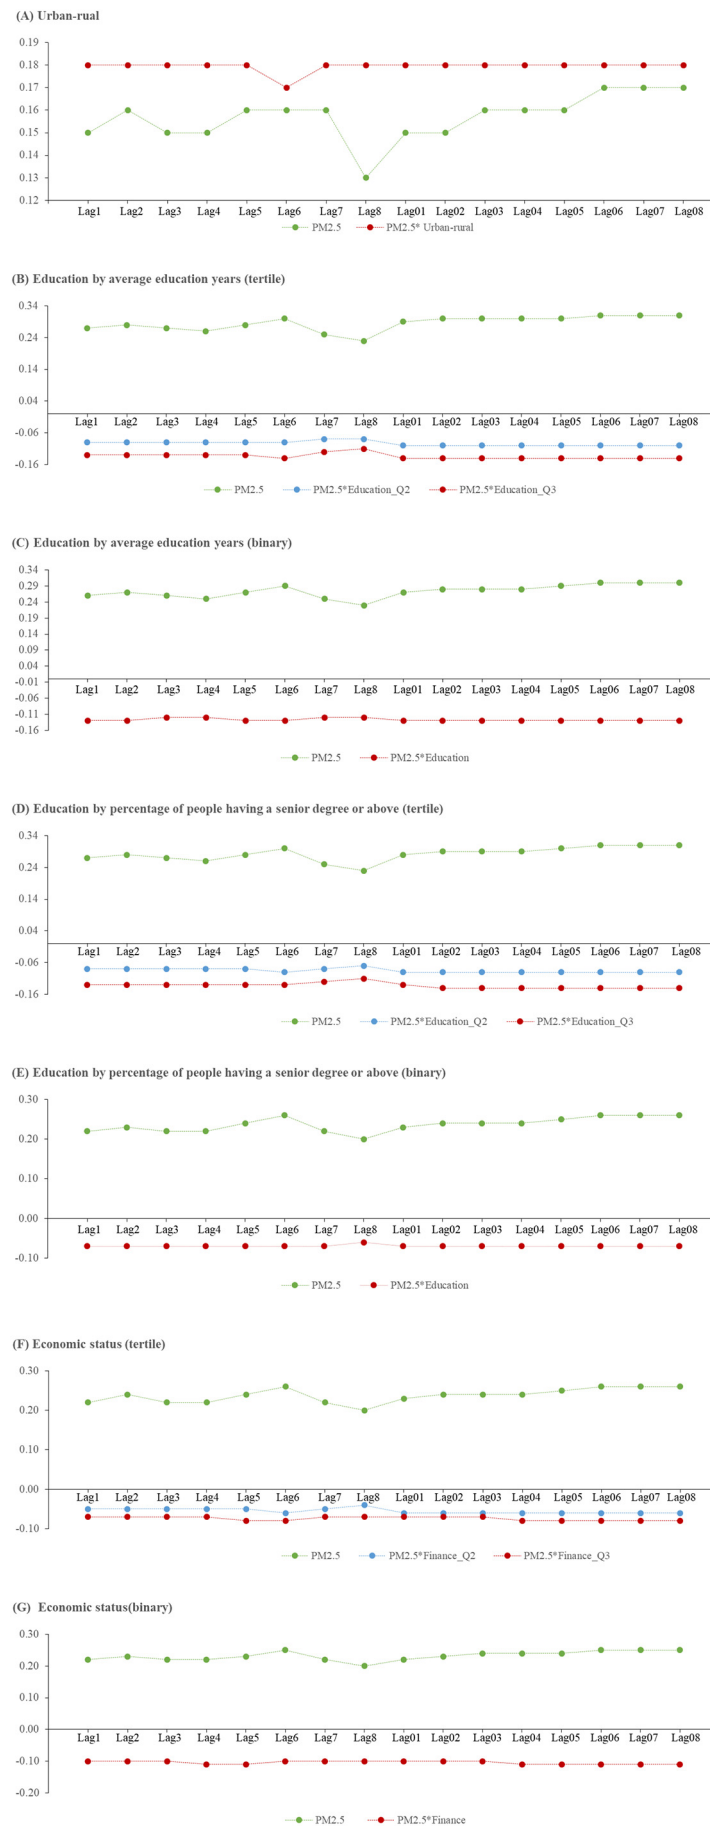 (A) Urban-rual
0.19
0.18
0.17
0.16
0.15
0.14
0.13
0.12
Lag1 Lag2 Lag3 Lag4 Lag5 Lag6 Lag7 Lag8 Lag01 Lag02 Lag03 Lag04 Lag05 Lag06 Lag07 Lag08
PM2.5 PM2.5* Urban-rural
(B) Education by average education years (tertile)
0.34
0.24
0.14
0.04
Lag1 Lag2 Lag3 Lag4 Lag5 Lag6 Lag7 Lag8 Lag01 Lag02 Lag03 Lag04 Lag05 Lag06 Lag07 Lag08
-0.06
-0.16
PM2.5 PM2.5*Education_Q2 PM2.5*Education_Q3
(C) Education by average education years (binary)
0.34
0.29
0.24
0.19
0.14
0.09
0.04
-0.01
Lag1 Lag2 Lag3 Lag4 Lag5 Lag6 Lag7 Lag8 Lag01 Lag02 Lag03 Lag04 Lag05 Lag06 Lag07 Lag08
-0.06
-0.11
-0.16
PM2.5 PM2.5*Education
(D) Education by percentage of people having a senior degree or above (tertile)
0.34
0.24
0.14
0.04
Lag1 Lag2 Lag3 Lag4 Lag5 Lag6 Lag7 Lag8 Lag01 Lag02 Lag03 Lag04 Lag05 Lag06 Lag07 Lag08
-0.06
-0.16
PM2.5 PM2.5*Education_Q2 PM2.5*Education_Q3
(E) Education by percentage of people having a senior degree or above (binary)
0.30
0.20
0.10
0.00
Lag1 Lag2 Lag3 Lag4 Lag5 Lag6 Lag7 Lag8 Lag01 Lag02 Lag03 Lag04 Lag05 Lag06 Lag07 Lag08
-0.10
PM2.5 PM2.5*Education
(F) Economic status (tertile)
0.30
0.20
0.10
0.00
Lag1 Lag2 Lag3 Lag4 Lag5 Lag6 Lag7 Lag8 Lag01 Lag02 Lag03 Lag04 Lag05 Lag06 Lag07 Lag08
-0.10
PM2.5 PM2.5*Finance_Q2 PM2.5*Finance_Q3
(G) Economic status(binary)
0.30
0.20
0.10
0.00
Lag1 Lag2 Lag3 Lag4 Lag5 Lag6 Lag7 Lag8 Lag01 Lag02 Lag03 Lag04 Lag05 Lag06 Lag07 Lag08
-0.10
-0.20
PM2.5 PM2.5*Finance